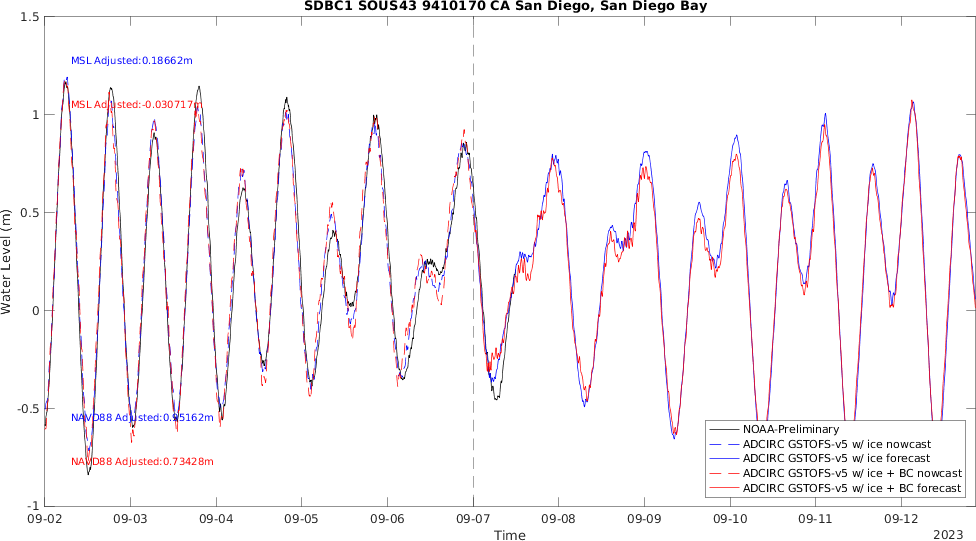 SDBC1 SOUS43 9410170 CA San Diego, San Diego Bay
1.5
1
0.5
0
-0.5
-1
Water Level (m)
MSL Adjusted:0.18662m
MSL Adjusted:-0.030717m
NAVD88 Adjusted:0.95162m
NAVD88 Adjusted:0.73428m
NOAA-Preliminary
ADCIRC GSTOFS-v5 w/ ice nowcast
ADCIRC GSTOFS-v5 w/ ice forecast
ADCIRC GSTOFS-v5 w/ ice + BC nowcast
ADCIRC GSTOFS-v5 w/ ice + BC forecast
09-02 09-03 09-04 09-05 09-06 09-07 09-08 09-09 09-10 09-11 09-12
Time
2023